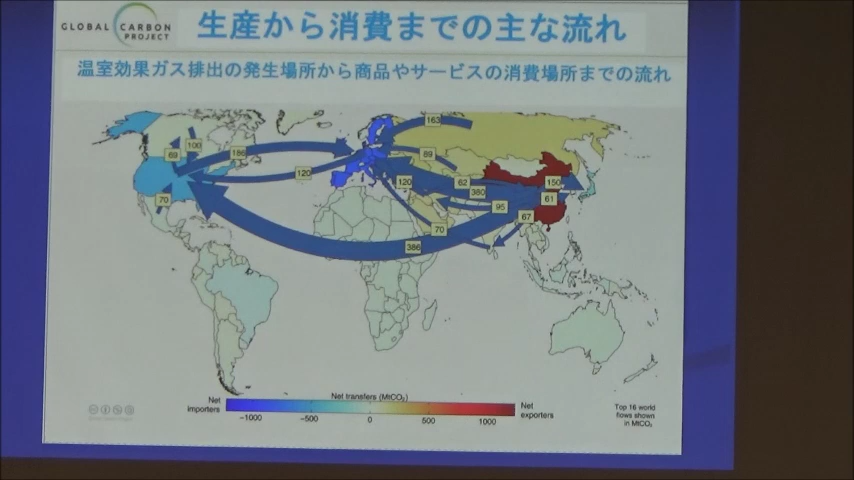 GLOBAL CARBON
PROJECT
生産から消費までの主な流れ
温室効果ガス排出の発生場所から商品やサービスの消費場所までの流れ
163
100
69
186
89
120
120
62
380
150
61
70
95
67
70
386
Net transfers (MtCO₂)
Net
importers
Net
exporters
-1000
-500
0
500
1000
Top 16 world
flows shown
in MtCO₂